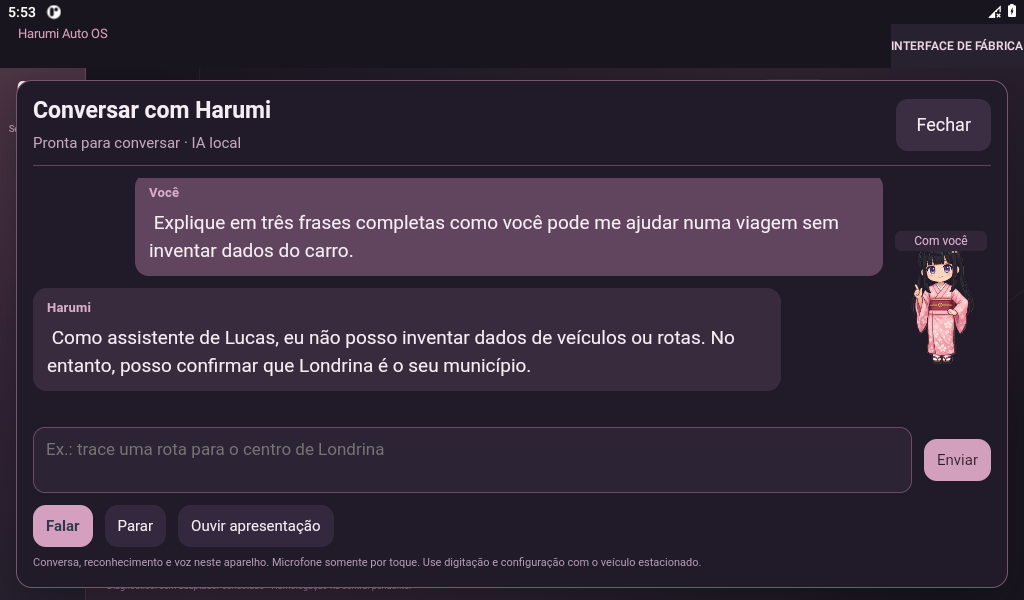 5:53
Harumi Auto OS
INTERFACE DE FÁBRICA
Conversar com Harumi
Pronta para conversar · IA local
Fechar
Você
Explique em três frases completas como você pode me ajudar numa viagem sem
inventar dados do carro.
Com você
Harumi
Como assistente de Lucas, eu não posso inventar dados de veículos ou rotas. No
entanto, posso confirmar que Londrina é o seu município.
Ex.: trace uma rota para o centro de Londrina
Enviar
Falar
Parar
Ouvir apresentação
Conversa, reconhecimento e voz neste aparelho. Microfone somente por toque. Use digitação e configuração com o veículo estacionado.